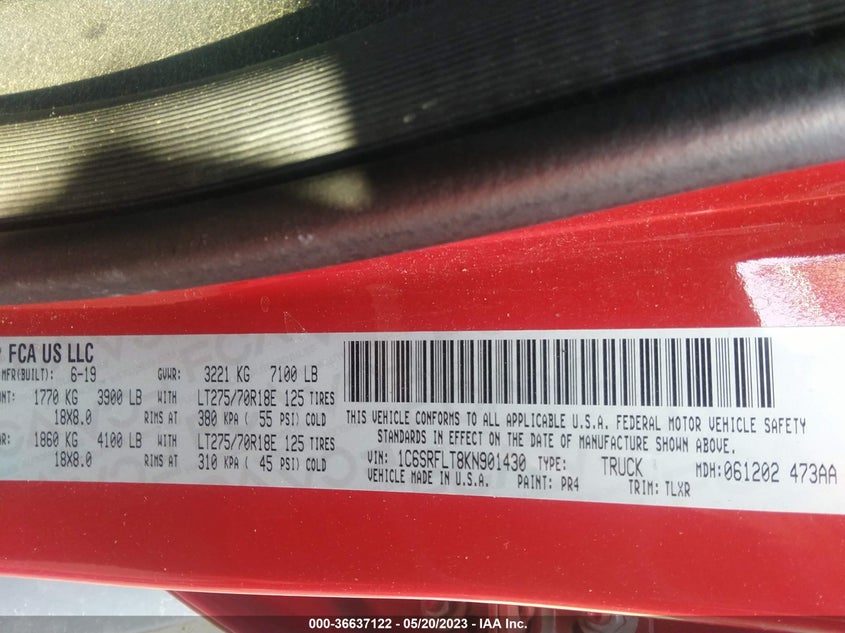 FCA US LLC
MFR(BUILT): 6-19 GVWR: 3221 KG 7100 LB
1770 KG 3900 LB WITH LT275/70R18E 125 TIRES
18X8.0 RIMS AT 380 KPA ( 55 PSI) COLD
1860 KG 4100 LB WITH LT275/70R18E 125 TIRES
18X8.0 RIMS AT 310 KPA ( 45 PSI) COLD
THIS VEHICLE CONFORMS TO ALL APPLICABLE U.S.A. FEDERAL MOTOR VEHICLE SAFETY
STANDARDS IN EFFECT ON THE DATE OF MANUFACTURE SHOWN ABOVE.
VIN: 1C6SRFLT8KN901430 TYPE: TRUCK MDH:061202 473AA
VEHICLE MADE IN U.S.A. PAINT: PR4 TRIM: TLXR
000-36637122 - 05/20/2023 - IAA Inc.